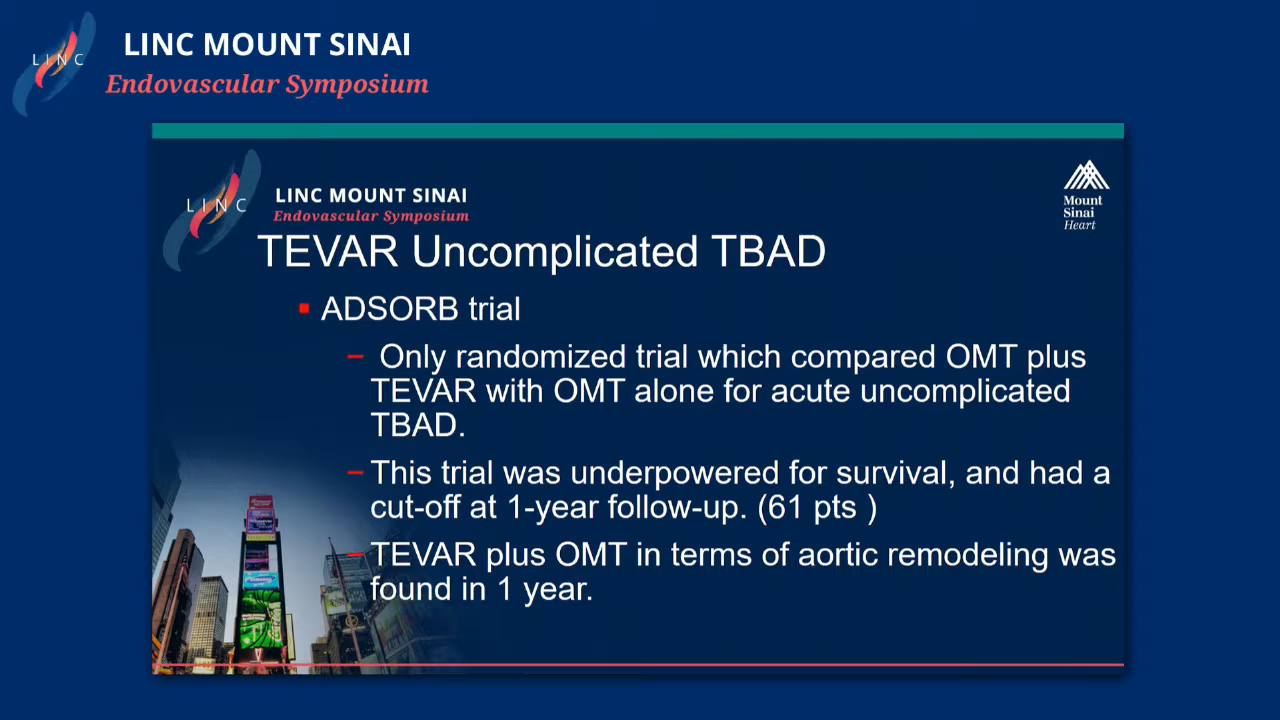 LINC
LINC MOUNT SINAI
Endovascular Symposium
LINC
LINC MOUNT SINAI
Endovascular Symposium
Mount
Sinai
Heart
TEVAR Uncomplicated TBAD
ADSORB trial
– Only randomized trial which compared OMT plus
TEVAR with OMT alone for acute uncomplicated
TBAD.
– This trial was underpowered for survival, and had a
cut-off at 1-year follow-up. (61 pts )
– TEVAR plus OMT in terms of aortic remodeling was
found in 1 year.